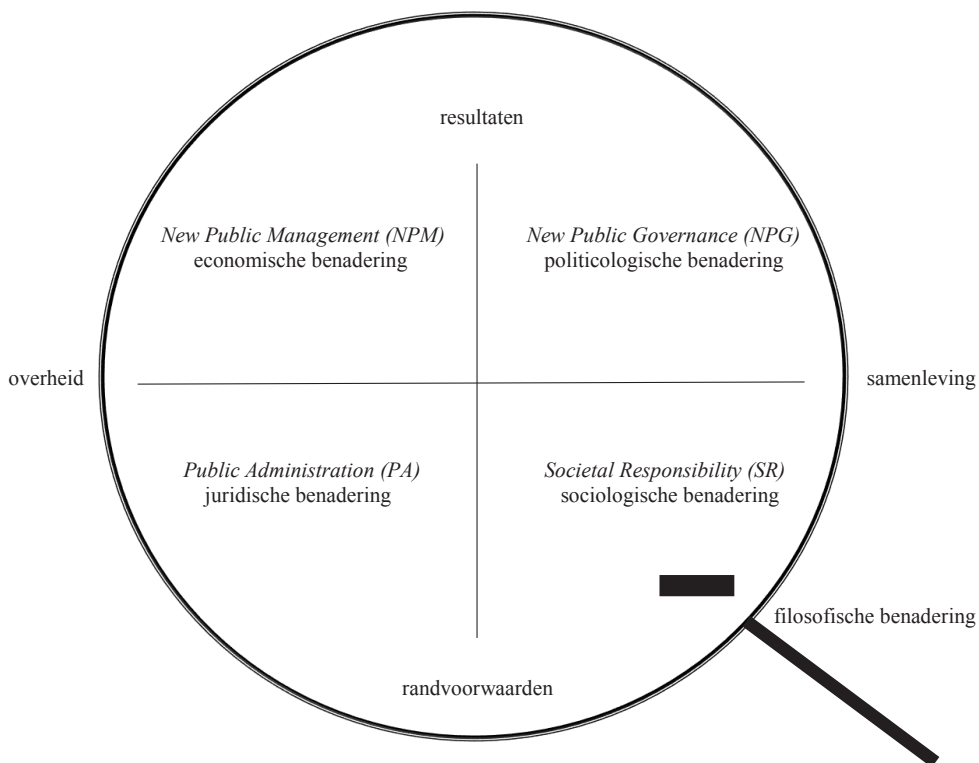 resultaten
New Public Management (NPM)
economische benadering
New Public Governance (NPG)
politicologische benadering
overheid
samenleving
Public Administration (PA)
juridische benadering
Societal Responsibility (SR)
sociologische benadering
filosofische benadering
randvoorwaarden